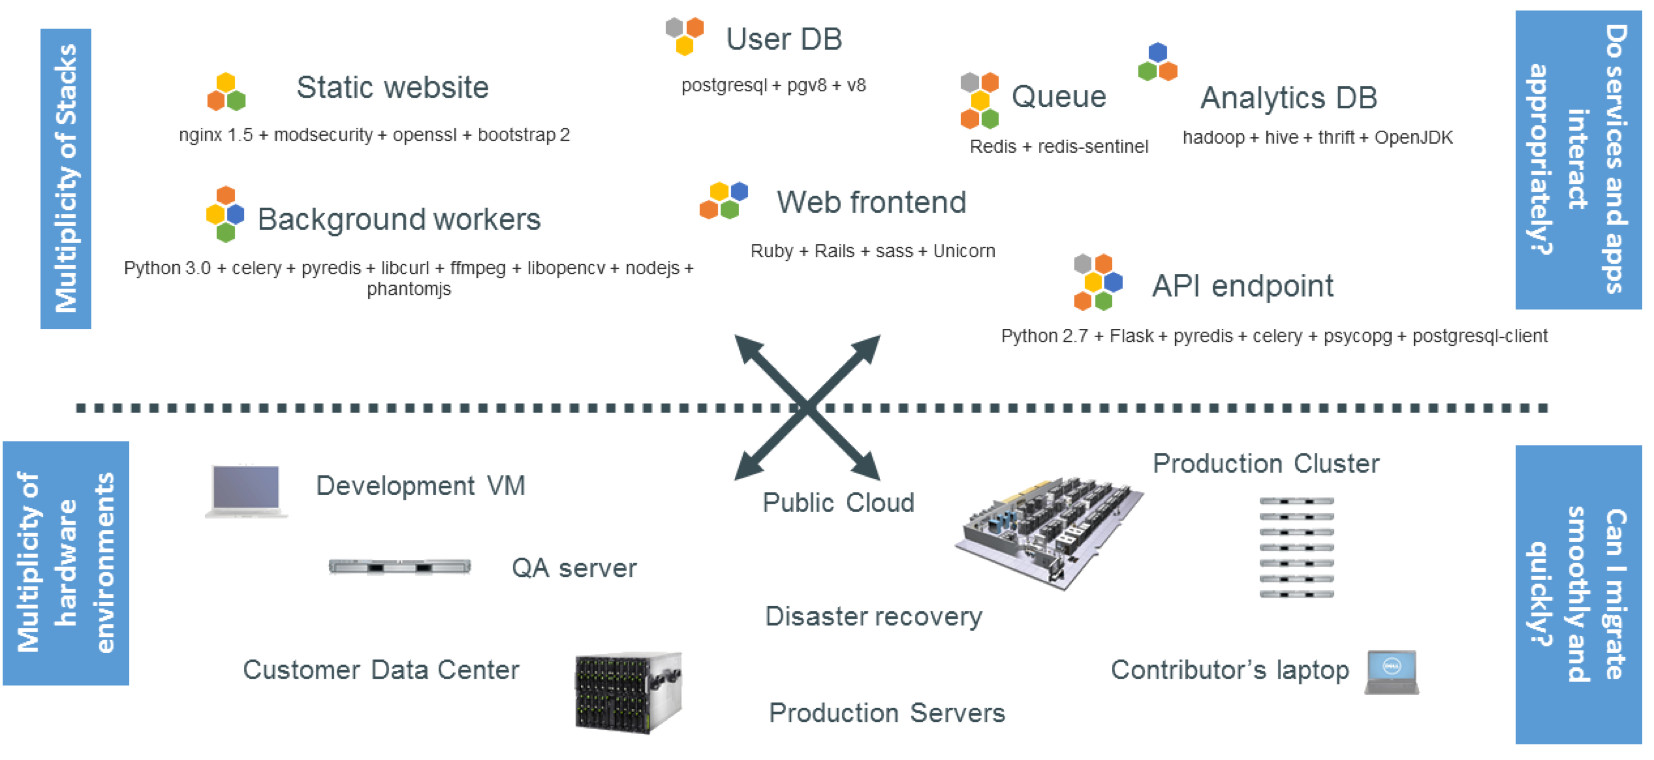 Multiplicity of Stacks
Static website
nginx 1.5 + modsecurity + openssl + bootstrap 2
Background workers
Python 3.0 + celery + pyredis + libcurl + ffmpeg + libopencv + nodejs +
phantomjs
User DB
postgresql + pgv8 + v8
Web frontend
Ruby + Rails + sass + Unicorn
Queue
Redis + redis-sentinel
Analytics DB
hadoop + hive + thrift + OpenJDK
API endpoint
Python 2.7 + Flask + pyredis + celery + psycopg + postgresql-client
Do services and apps
interact
appropriately?
Multiplicity of
hardware
environments
Development VM
QA server
Customer Data Center
Public Cloud
Disaster recovery
Production Servers
Production Cluster
Contributor’s laptop
DELL
Can I migrate
smoothly and
quickly?